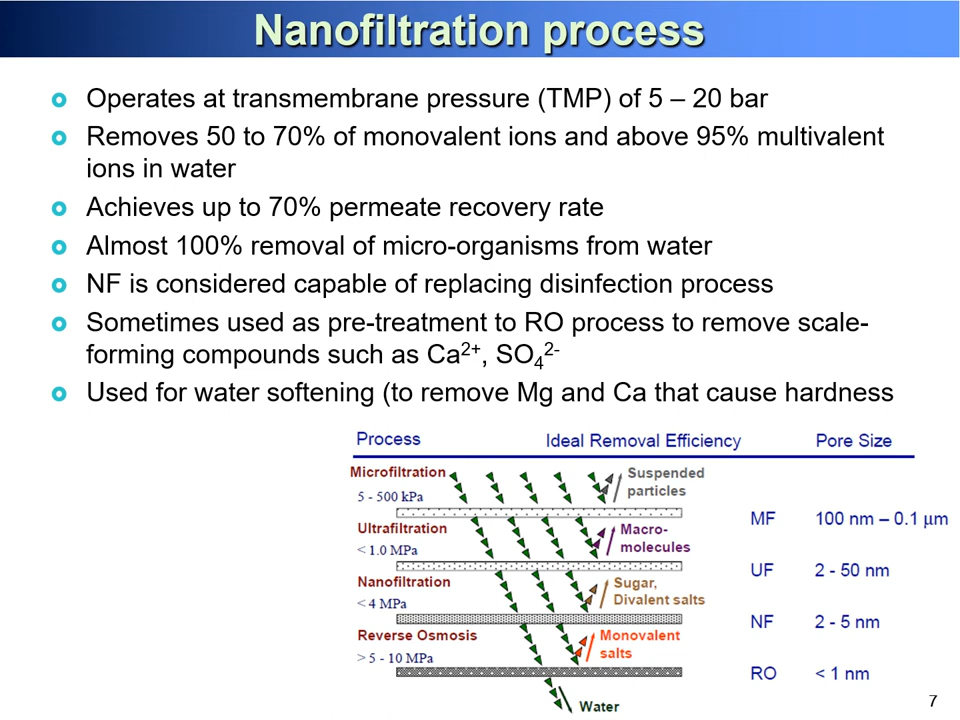 Nanofiltration process
Operates at transmembrane pressure (TMP) of 5 – 20 bar
Removes 50 to 70% of monovalent ions and above 95% multivalent
ions in water
Achieves up to 70% permeate recovery rate
Almost 100% removal of micro-organisms from water
NF is considered capable of replacing disinfection process
Sometimes used as pre-treatment to RO process to remove scale-
forming compounds such as Ca²⁺, SO₄²⁻
Used for water softening (to remove Mg and Ca that cause hardness
Process Ideal Removal Efficiency Pore Size
Microfiltration
5 - 500 kPa
Suspended
particles
MF 100 nm – 0.1 µm
Ultrafiltration
< 1.0 MPa
Macro-
molecules
UF 2 - 50 nm
Nanofiltration
< 4 MPa
Sugar,
Divalent salts
NF 2 - 5 nm
Reverse Osmosis
> 5 - 10 MPa
Monovalent
salts
RO < 1 nm
Water
7